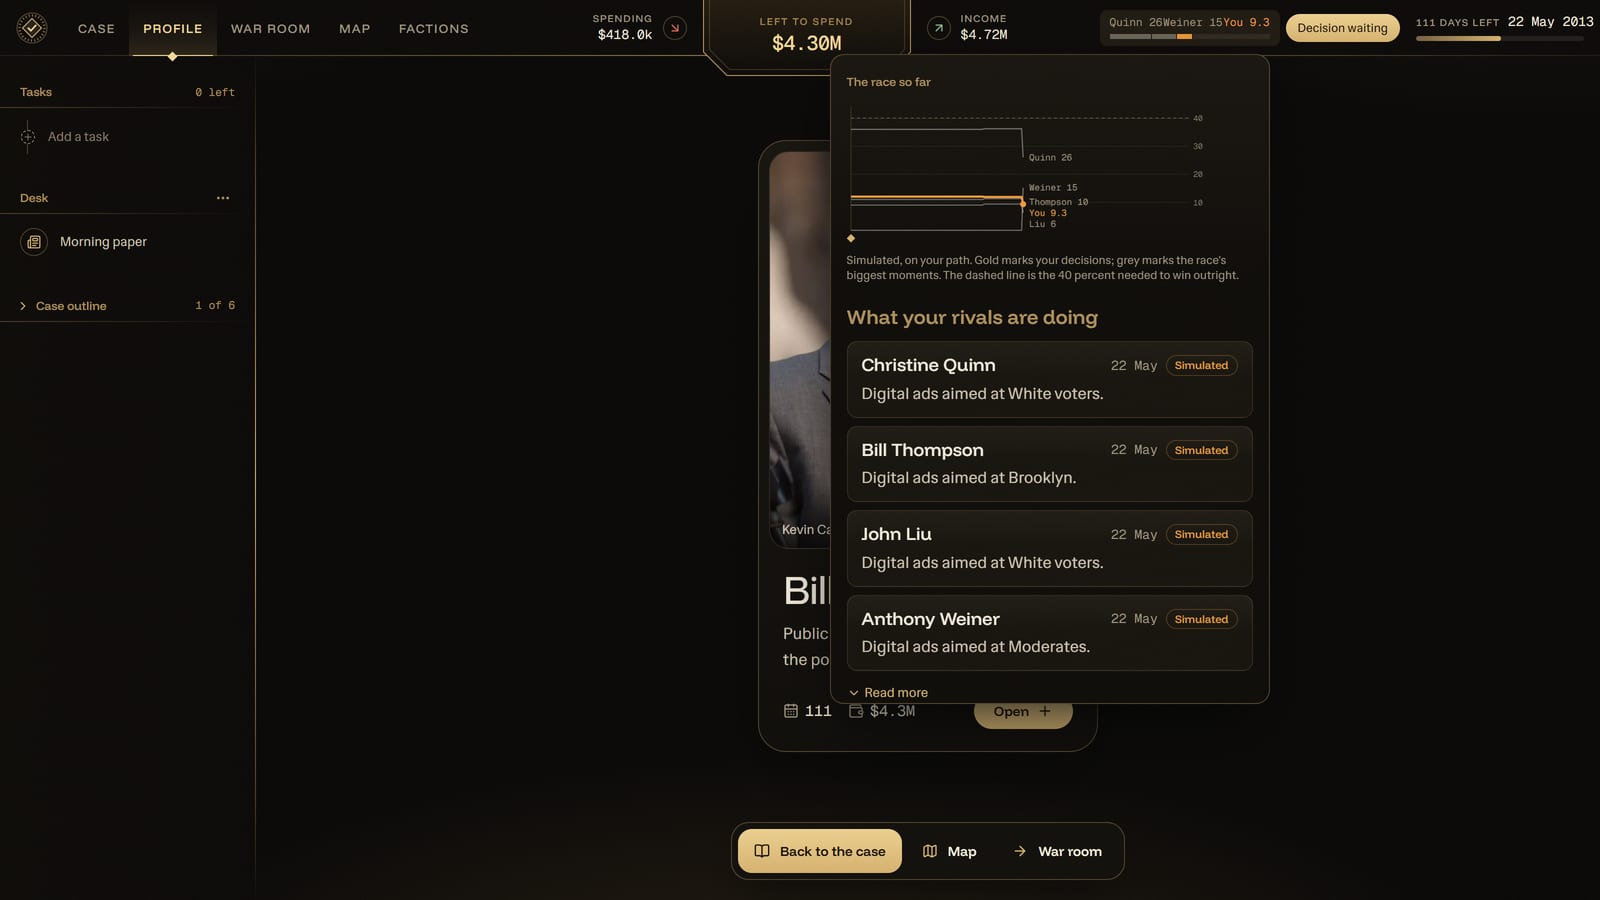 CASE
PROFILE
WAR ROOM
MAP
FACTIONS
SPENDING
$418.0k
LEFT TO SPEND
$4.30M
INCOME
$4.72M
Quinn 26Weiner 15You 9.3
Decision waiting
111 DAYS LEFT 22 May 2013
Tasks 0 left
Add a task
Desk
Morning paper
Case outline 1 of 6
The race so far
40
30
Quinn 26
20
Weiner 15
Thompson 10
10
You 9.3
Liu 6
Simulated, on your path. Gold marks your decisions; grey marks the race's
biggest moments. The dashed line is the 40 percent needed to win outright.
What your rivals are doing
Christine Quinn 22 May Simulated
Digital ads aimed at White voters.
Bill Thompson 22 May Simulated
Digital ads aimed at Brooklyn.
John Liu 22 May Simulated
Digital ads aimed at White voters.
Anthony Weiner 22 May Simulated
Digital ads aimed at Moderates.
Read more
Kevin Ca
Bill
Public
the po
111 $4.3M
Open
Back to the case
Map
War room